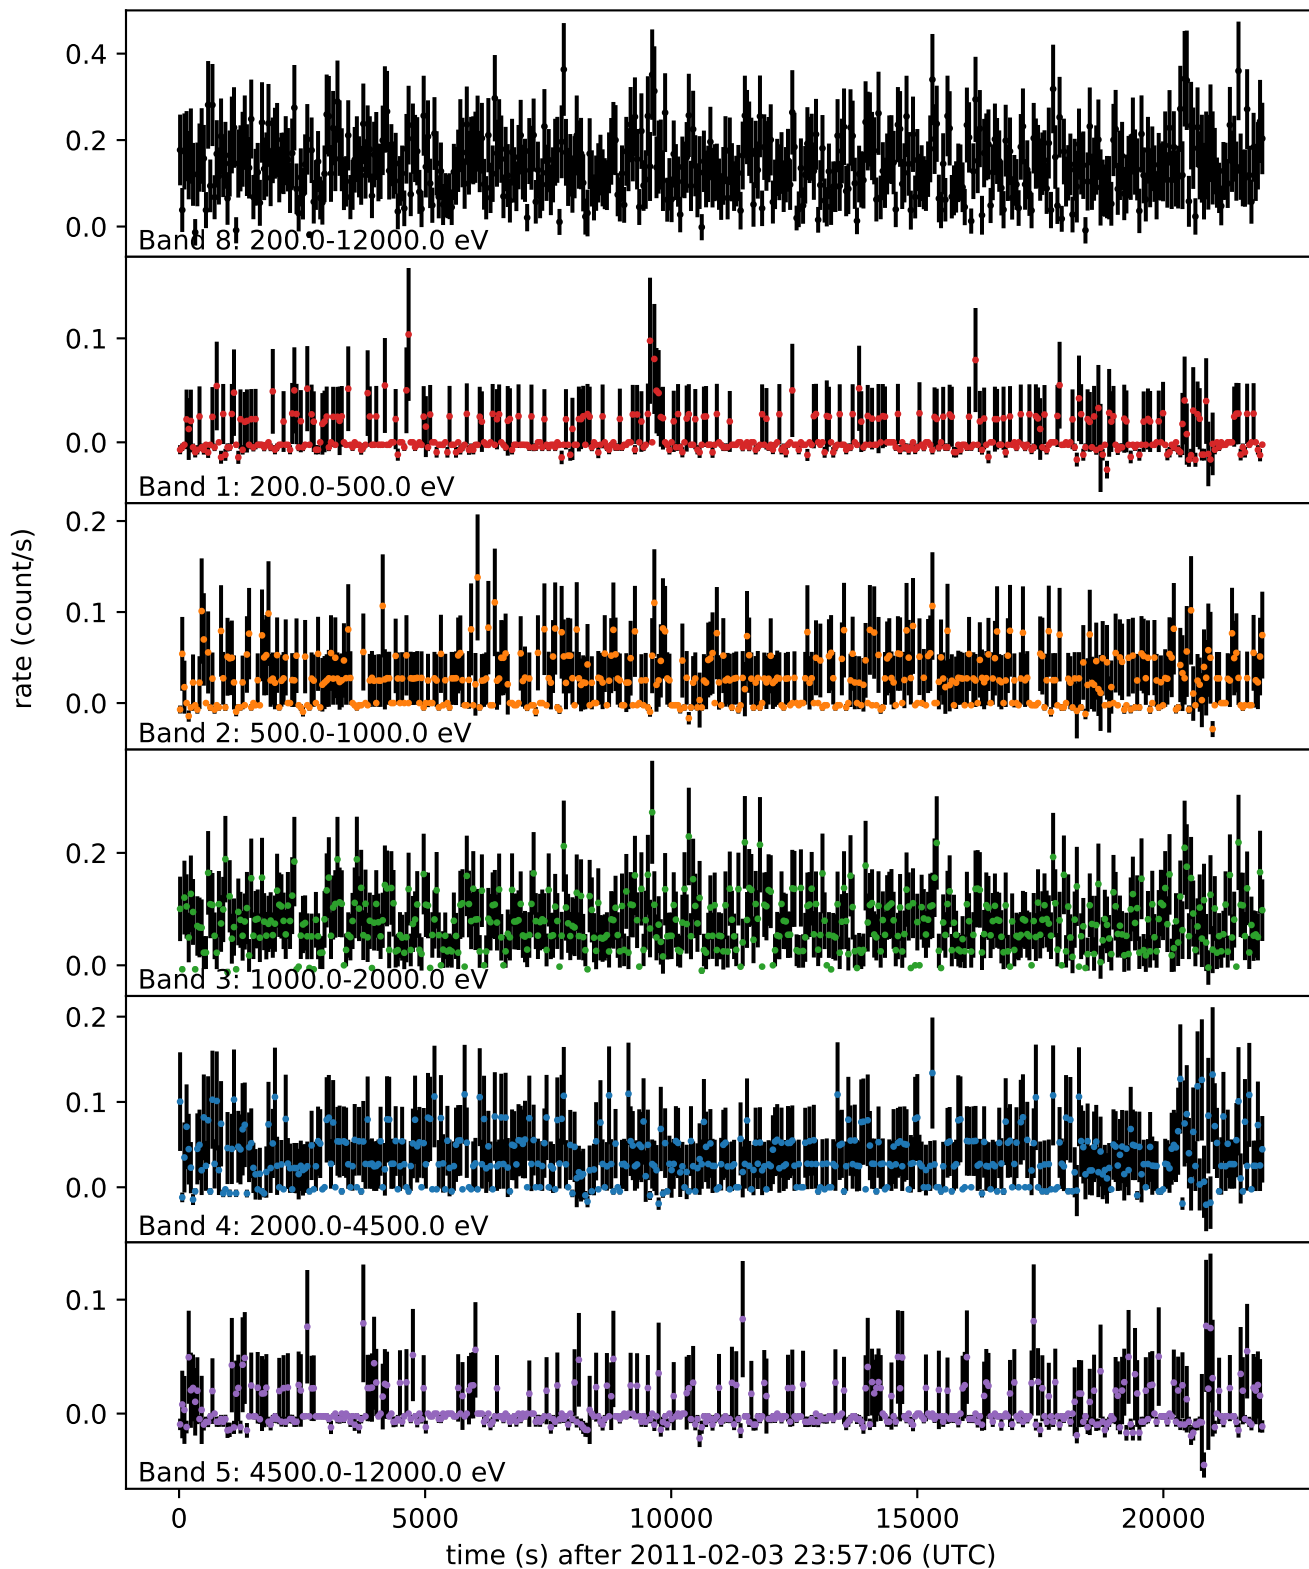 0.4
0.2
0.0
Band 8: 200.0-12000.0 eV
0.1
0.0
Band 1: 200.0-500.0 eV
0.2
0.1
0.0
Band 2: 500.0-1000.0 eV
rate (count/s)
0.2
0.0
Band 3: 1000.0-2000.0 eV
0.2
0.1
0.0
Band 4: 2000.0-4500.0 eV
0.1
0.0
Band 5: 4500.0-12000.0 eV
0 5000 10000 15000 20000
time (s) after 2011-02-03 23:57:06 (UTC)